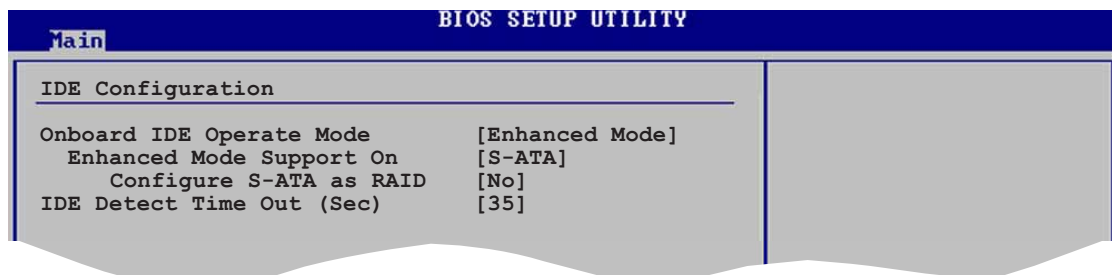 BIOS SETUP UTILITY
Main
IDE Configuration
Onboard IDE Operate Mode [Enhanced Mode]
Enhanced Mode Support On [S-ATA]
Configure S-ATA as RAID [No]
IDE Detect Time Out (Sec) [35]